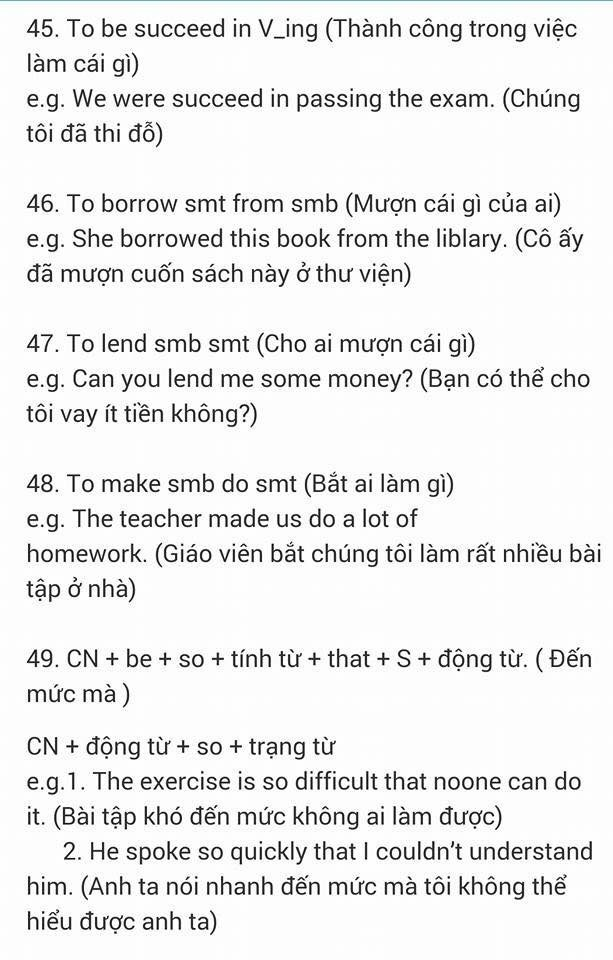 45. To be succeed in V_ing (Thành công trong việc
làm cái gì)
e.g. We were succeed in passing the exam. (Chúng
tôi đã thi đỗ)
46. To borrow smt from smb (Mượn cái gì của ai)
e.g. She borrowed this book from the liblary. (Cô ấy
đã mượn cuốn sách này ở thư viện)
47. To lend smb smt (Cho ai mượn cái gì)
e.g. Can you lend me some money? (Bạn có thể cho
tôi vay ít tiền không?)
48. To make smb do smt (Bắt ai làm gì)
e.g. The teacher made us do a lot of
homework. (Giáo viên bắt chúng tôi làm rất nhiều bài
tập ở nhà)
49. CN + be + so + tính từ + that + S + động từ. ( Đến
mức mà )
CN + động từ + so + trạng từ
e.g.1. The exercise is so difficult that noone can do
it. (Bài tập khó đến mức không ai làm được)
2. He spoke so quickly that I couldn't understand
him. (Anh ta nói nhanh đến mức mà tôi không thể
hiểu được anh ta)